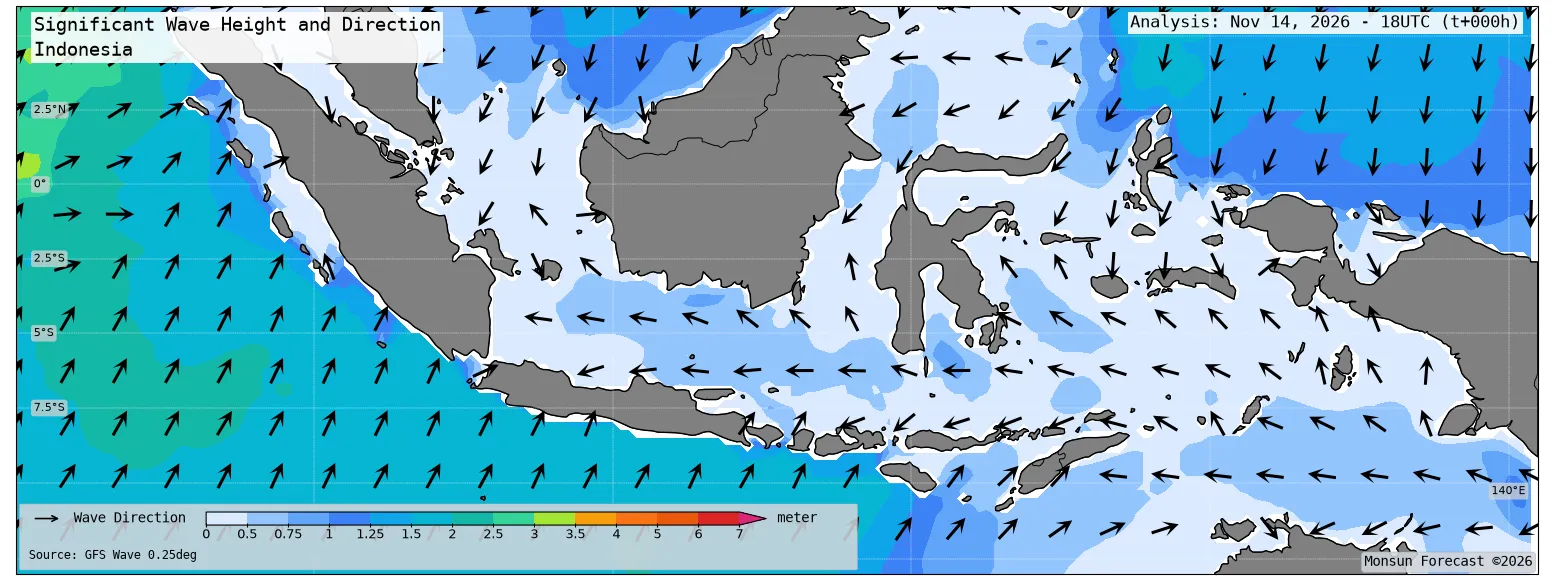 Significant Wave Height and Direction
Indonesia
Analysis: Nov 14, 2026 - 18UTC (t+000h)
2.5°N
0°
2.5°S
5°S
7.5°S
140°E
Wave Direction
meter
0 0.5 0.75 1 1.25 1.5 2 2.5 3 3.5 4 5 6 7
Source: GFS Wave 0.25deg
Monsun Forecast ©2026